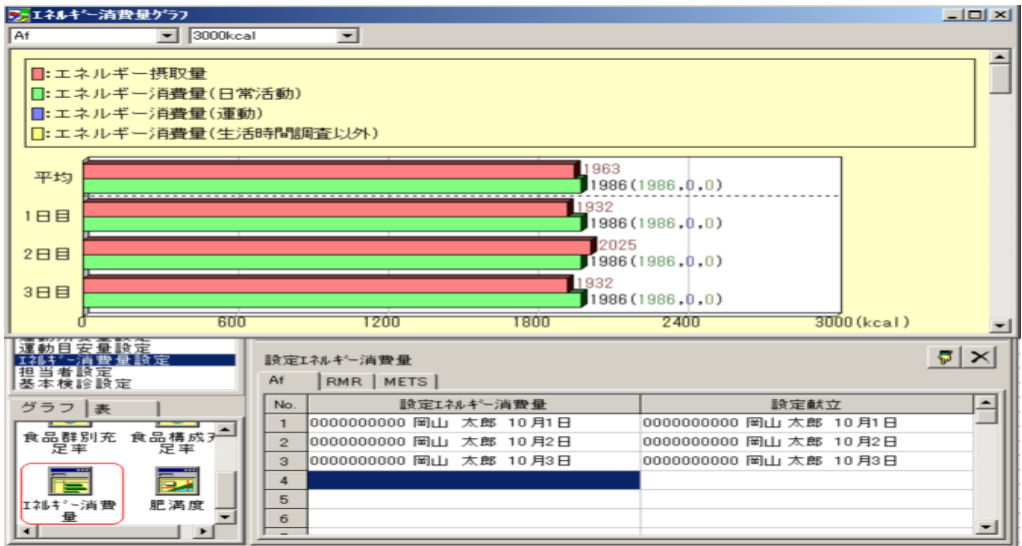 エネルギー消費量グラフ
Af 3000kcal
:エネルギー摂取量
:エネルギー消費量(日常活動)
:エネルギー消費量(運動)
:エネルギー消費量(生活時間調査以外)
平均 1963
1986(1986,0,0)
1日目 1932
1986(1986,0,0)
2日目 2025
1986(1986,0,0)
3日目 1932
1986(1986,0,0)
0 600 1200 1800 2400 3000(kcal)
運動目安量設定
エネルギー消費量設定
担当者設定
基本検診設定
グラフ 表
食品群別充足率
食品構成
足率
エネルギー消費量
肥満度
設定エネルギー消費量
Af RMR METS
No. 設定エネルギー消費量 設定献立
1 0000000000 岡山 太郎 10月1日 0000000000 岡山 太郎 10月1日
2 0000000000 岡山 太郎 10月2日 0000000000 岡山 太郎 10月2日
3 0000000000 岡山 太郎 10月3日 0000000000 岡山 太郎 10月3日
4
5
6